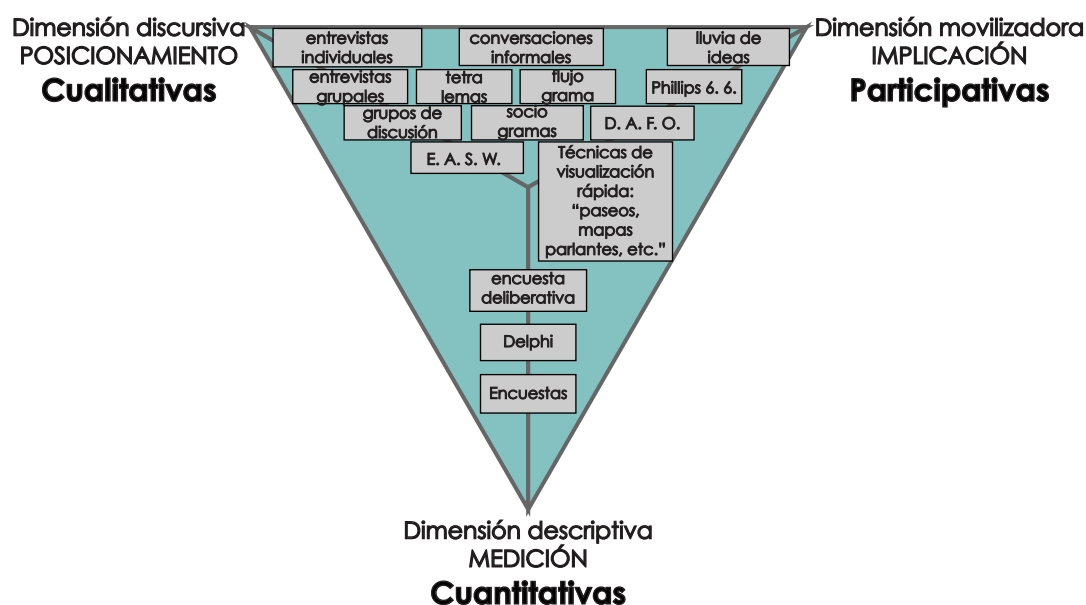 Dimensión discursiva
POSICIONAMIENTO
Cualitativas
Dimensión movilizadora
IMPLICACIÓN
Participativas
entrevistas
individuales
conversaciones
informales
lluvia de
ideas
entrevistas
grupales
tetra
lemas
flujo
grama
Phillips 6. 6.
grupos de
discusión
socio
gramas
D. A. F. O.
E. A. S. W.
Técnicas de
visualización
rápida:
“paseos,
mapas
parlantes, etc.”
encuesta
deliberativa
Delphi
Encuestas
Dimensión descriptiva
MEDICIÓN
Cuantitativas